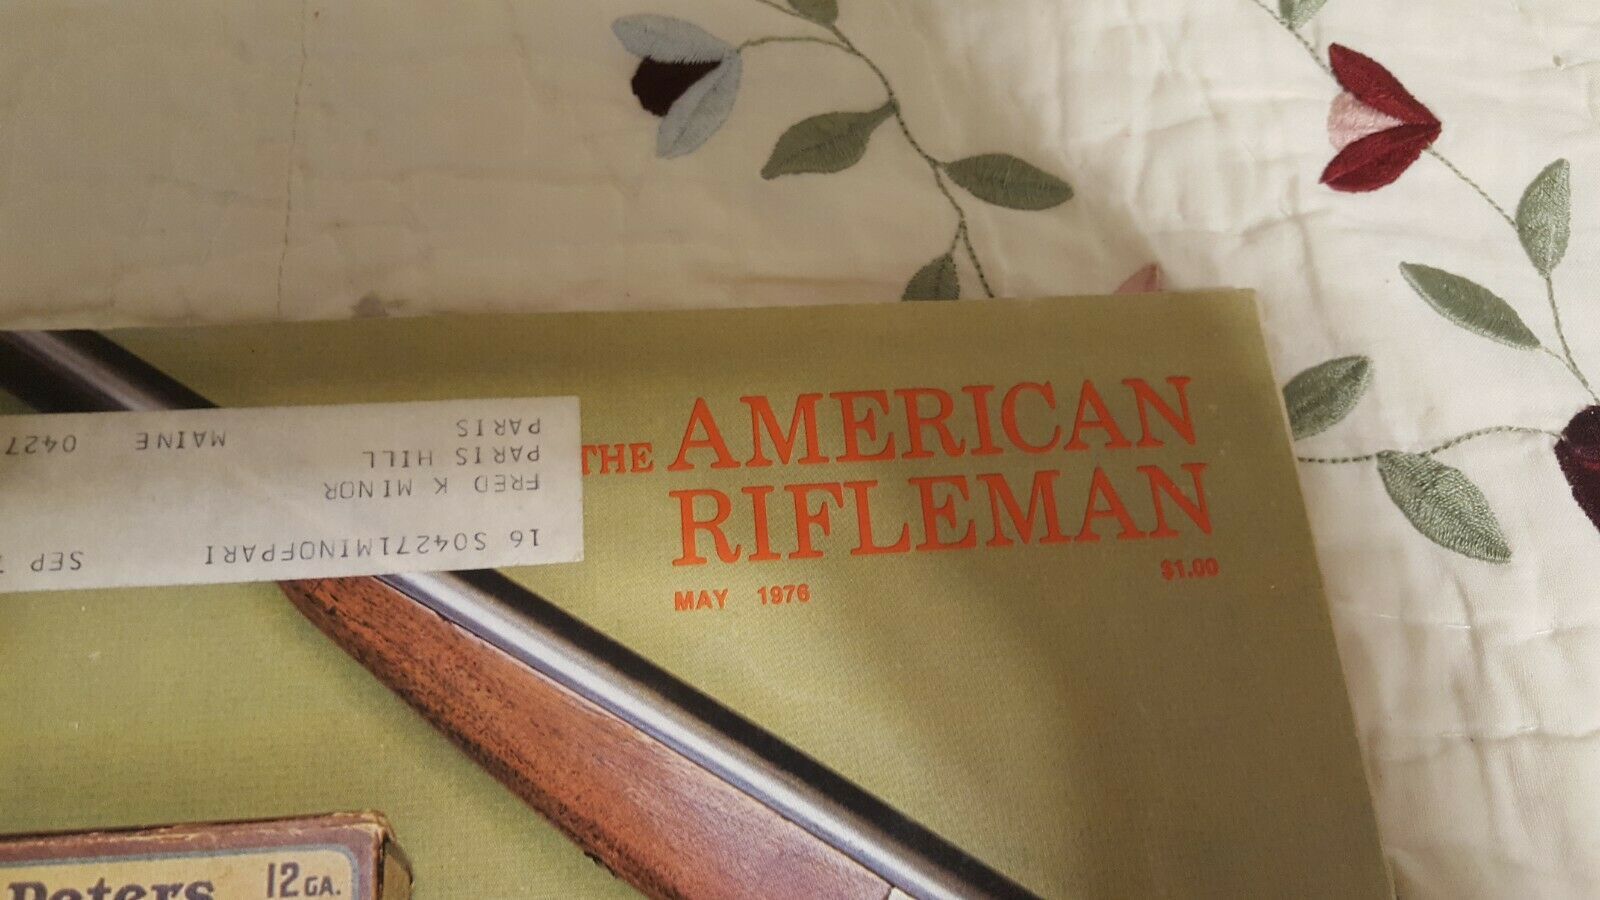 THE AMERICAN
RIFLEMAN
MAY 1976
$1.00
16 S04271MINOFPARI SEP
FRED K MINOR
PARIS HILL
PARIS MAINE 0427
Peters
12 GA.